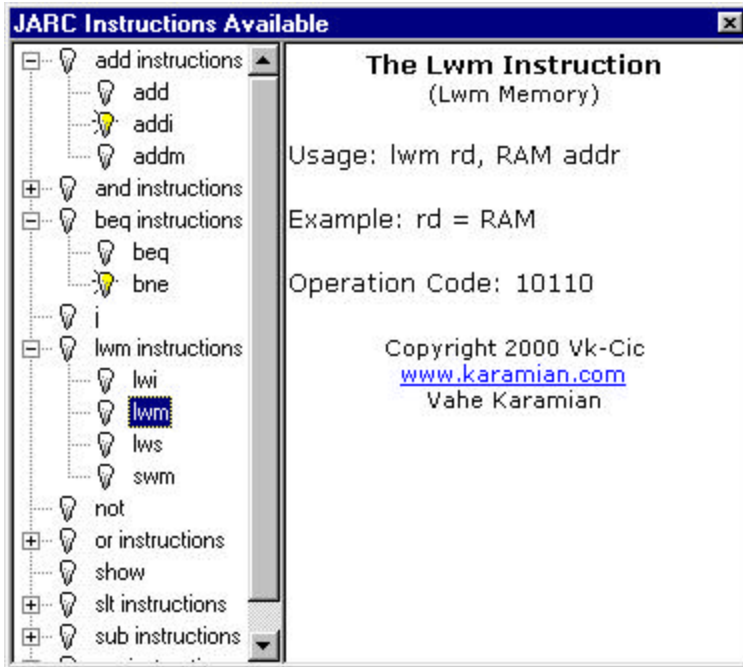 JARC Instructions Available
add instructions
add
addi
addm
and instructions
beq instructions
beq
bne
j
lwm instructions
lwi
lwm
lws
swm
not
or instructions
show
slt instructions
sub instructions
The Lwm Instruction
(Lwm Memory)
Usage: lwm rd, RAM addr
Example: rd = RAM
Operation Code: 10110
Copyright 2000 Vk-Cic
www.karamian.com
Vahe Karamian